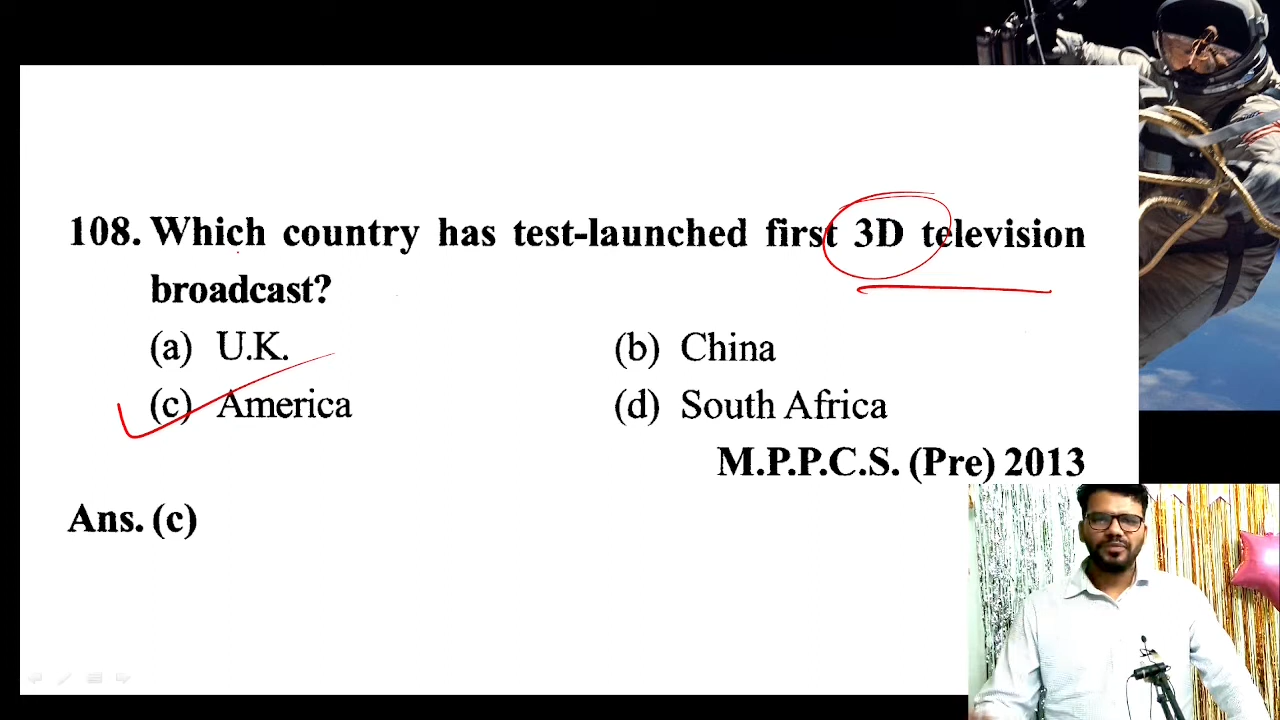 108. Which country has test-launched first 3D television
broadcast?
(a) U.K. (b) China
(c) America (d) South Africa
M.P.P.C.S. (Pre) 2013
Ans. (c)